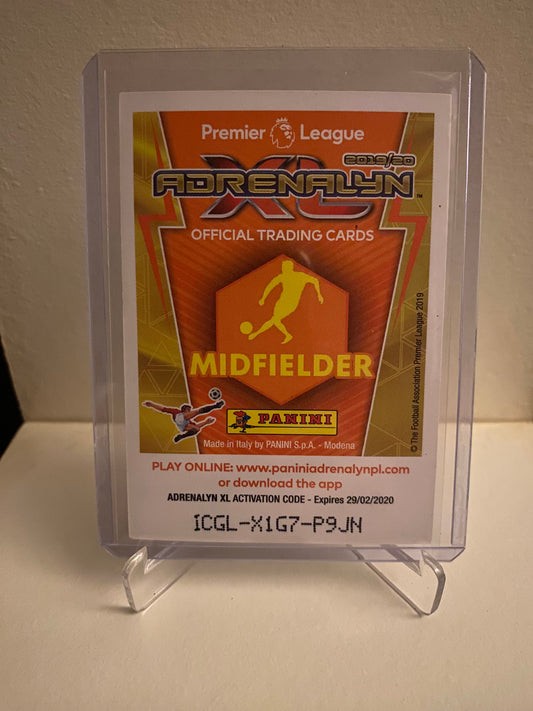 Premier League
2019/20
ADRENALYN XL™
OFFICIAL TRADING CARDS
MIDFIELDER
PANINI
Made in Italy by PANINI S.p.A. - Modena
© The Football Association Premier League 2019
PLAY ONLINE: www.paniniadrenalynpl.com
or download the app
ADRENALYN XL ACTIVATION CODE - Expires 29/02/2020
ICGL-X1G7-P9JN